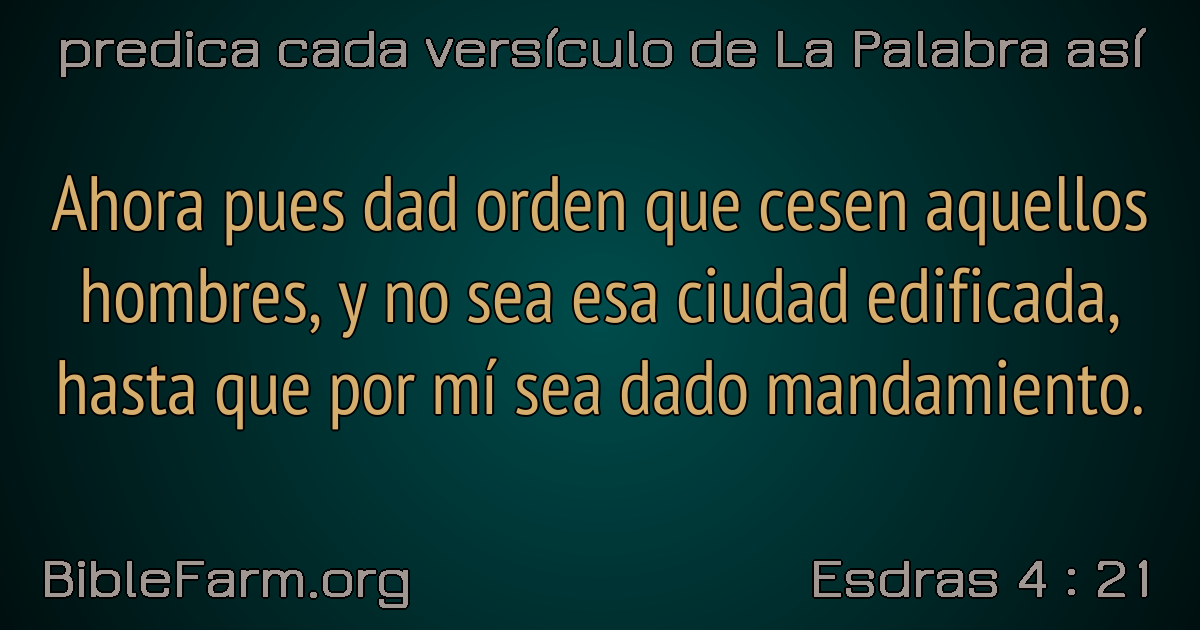 predica cada versículo de La Palabra así
Ahora pues dad orden que cesen aquellos
hombres, y no sea esa ciudad edificada,
hasta que por mí sea dado mandamiento.
BibleFarm.org
Esdras 4 : 21